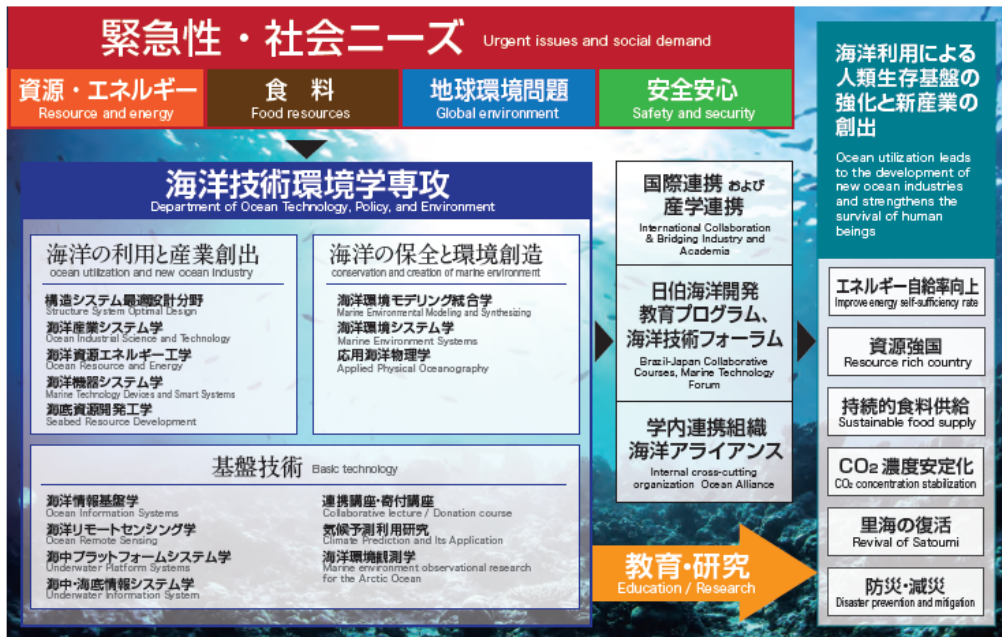 緊急性・社会ニーズ Urgent issues and social demand
資源・エネルギー
Resource and energy
食 料
Food resources
地球環境問題
Global environment
安全安心
Safety and security
海洋技術環境学専攻
Department of Ocean Technology, Policy, and Environment
海洋の利用と産業創出
ocean utilization and new ocean Industry
構造システム最適設計分野
Structure System Optimal Design
海洋産業システム学
Ocean Industrial Science and Technology
海洋資源エネルギー工学
Ocean Resource and Energy
海洋機器システム学
Marine Technology Devices and Smart Systems
海底資源開発工学
Seabed Resource Development
海洋の保全と環境創造
conservation and creation of marine environment
海洋環境モデリング統合学
Marine Environmental Modeling and Synthesizing
海洋環境システム学
Marine Environment Systems
応用海洋物理学
Applied Physical Oceanography
基盤技術 Basic technology
海洋情報基盤学
Ocean Information Systems
海洋リモートセンシング学
Ocean Remote Sensing
海中プラットフォームシステム学
Underwater Platform Systems
海中・海底情報システム学
Underwater Information System
連携講座・寄付講座
Collaborative lecture / Donation course
気候予測利用研究
Climate Prediction and Its Application
海洋環境観測学
Marine environment observational research
for the Arctic Ocean
国際連携 および
産学連携
International Collaboration
& Bridging Industry and
Academia
日伯海洋開発
教育プログラム、
海洋技術フォーラム
Brazil-Japan Collaborative
Courses, Marine Technology
Forum
学内連携組織
海洋アライアンス
Internal cross-cutting
organization Ocean Alliance
教育・研究
Education / Research
海洋利用による
人類生存基盤の
強化と新産業の
創出
Ocean utilization leads
to the development of
new ocean industries
and strengthens the
survival of human
beings
エネルギー自給率向上
Improve energy self-sufficiency rate
資源強国
Resource rich country
持続的食料供給
Sustainable food supply
CO2 濃度安定化
CO2 concentration stabilization
里海の復活
Revival of Satoumi
防災・減災
Disaster prevention and mitigation